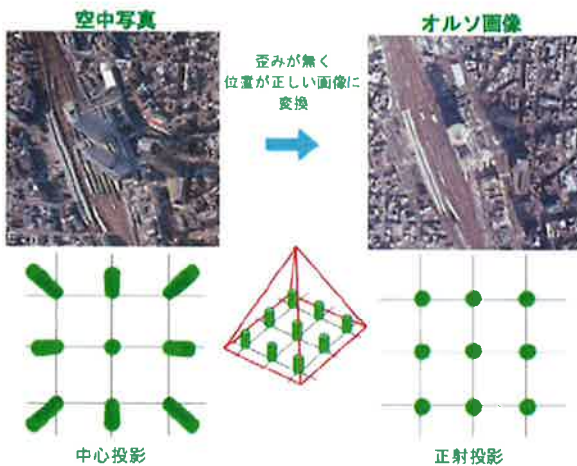 空中写真
オルソ画像
歪みが無く
位置が正しい画像に
変換
中心投影
正射投影